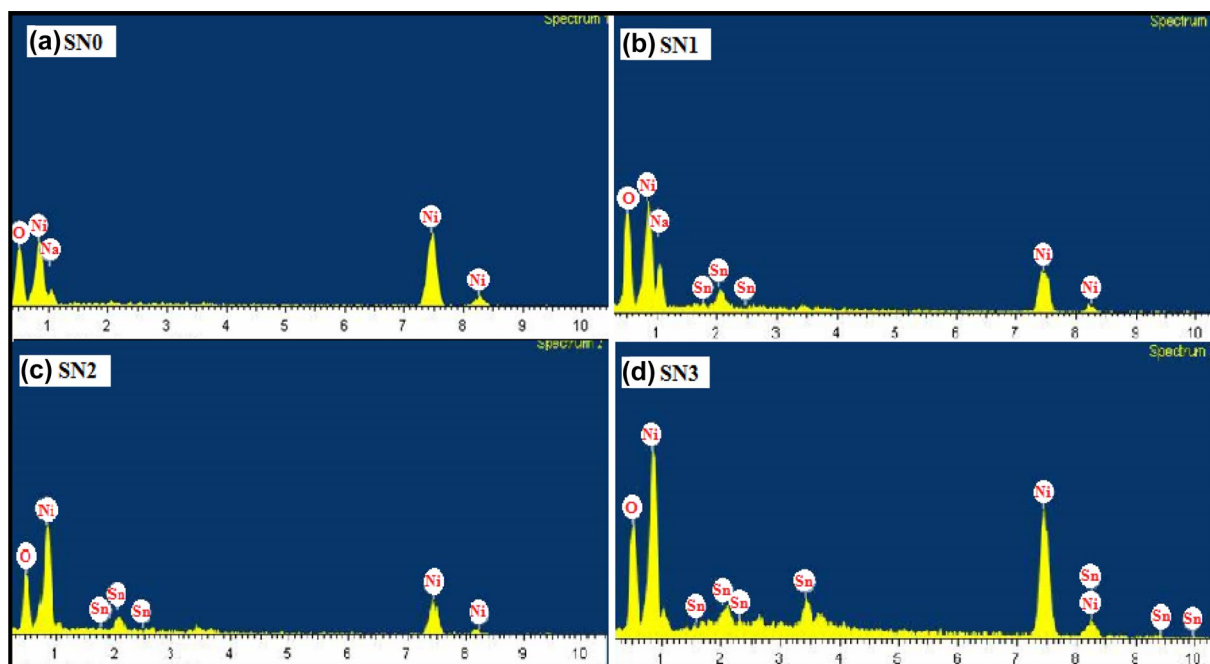 Spectrum 1
(a) SN0
O Ni Na Ni Ni
1 2 3 4 5 6 7 8 9 10
Spectrum
(b) SN1
O Ni Na Sn Sn Sn Ni Ni
1 2 3 4 5 6 7 8 9 10
Spectrum 2
(c) SN2
O Ni Sn Sn Sn Ni Ni
1 2 3 4 5 6 7 8 9 10
Spectrum
(d) SN3
O Ni Sn Sn Sn Sn Ni Sn Ni Sn Sn
1 2 3 4 5 6 7 8 9 10